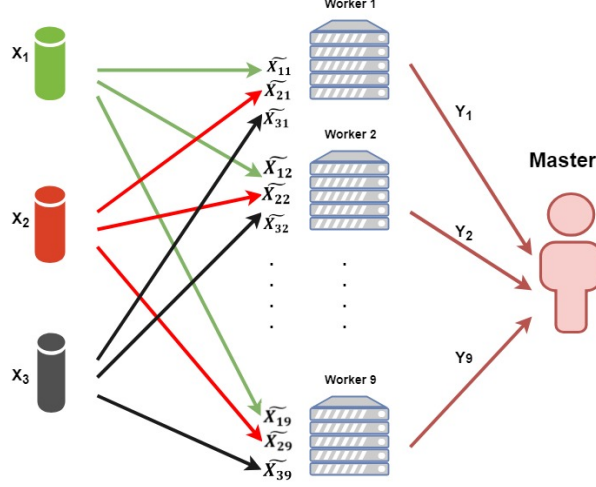 Worker 1
X₁
X̃₁₁
X̃₂₁
X̃₃₁
Y₁
Worker 2
Master
X̃₁₂
X₂
X̃₂₂
X̃₃₂
Y₂
X₃
Y₉
Worker 9
X̃₁₉
X̃₂₉
X̃₃₉